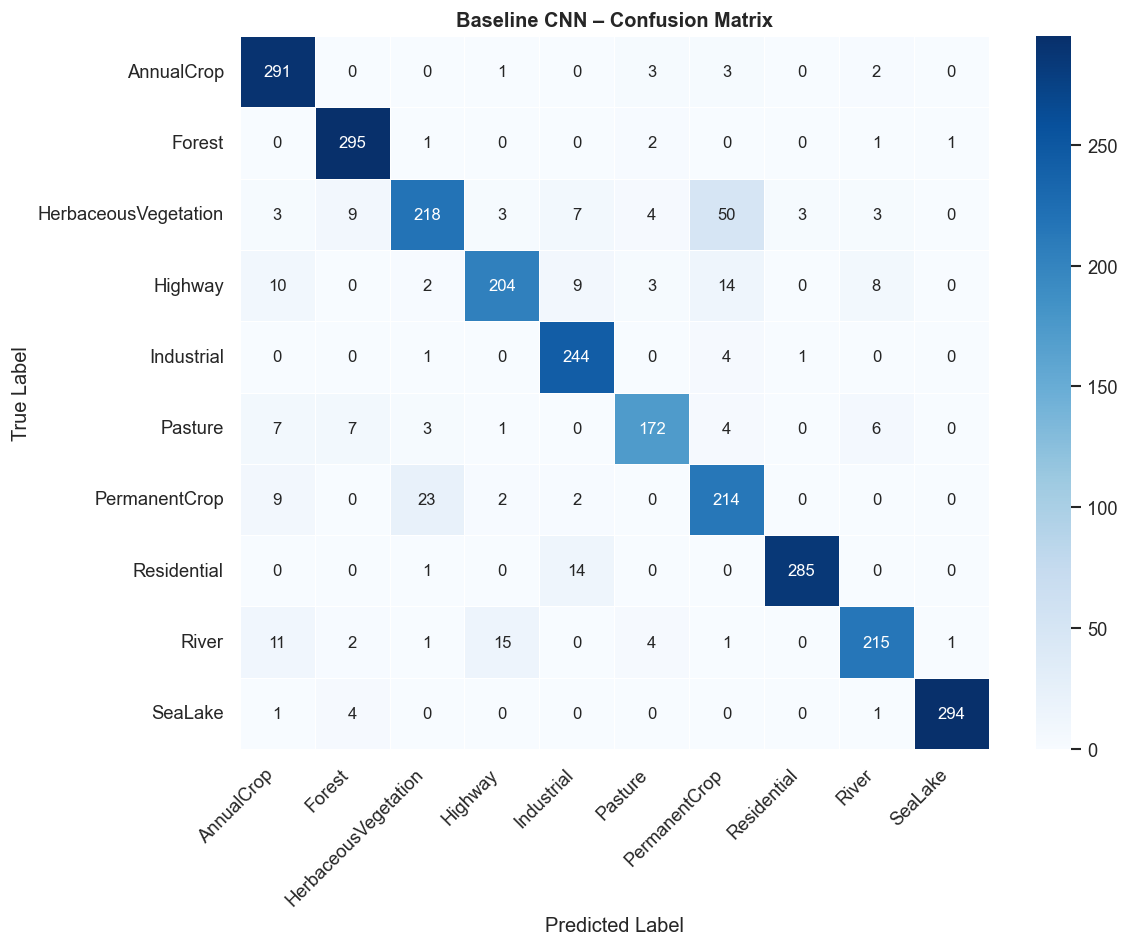 Baseline CNN – Confusion Matrix
AnnualCrop 291 0 0 1 0 3 3 0 2 0
Forest 0 295 1 0 0 2 0 0 1 1
HerbaceousVegetation 3 9 218 3 7 4 50 3 3 0
Highway 10 0 2 204 9 3 14 0 8 0
Industrial 0 0 1 0 244 0 4 1 0 0
Pasture 7 7 3 1 0 172 4 0 6 0
PermanentCrop 9 0 23 2 2 0 214 0 0 0
Residential 0 0 1 0 14 0 0 285 0 0
River 11 2 1 15 0 4 1 0 215 1
SeaLake 1 4 0 0 0 0 0 0 1 294
True Label
AnnualCrop
Forest
HerbaceousVegetation
Highway
Industrial
Pasture
PermanentCrop
Residential
River
SeaLake
Predicted Label
250
200
150
100
50
0